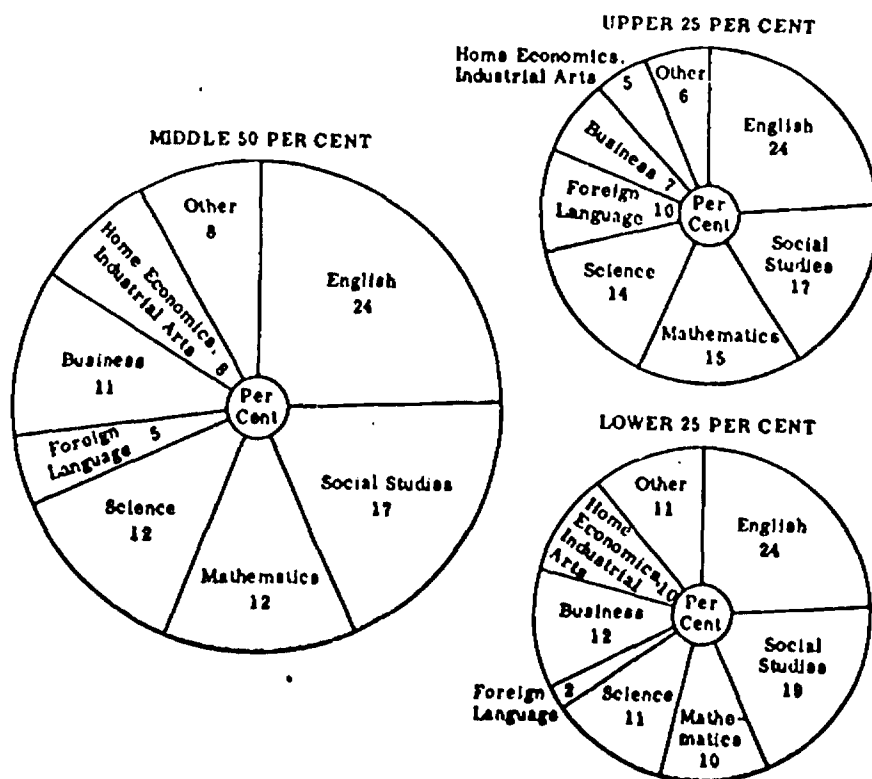 MIDDLE 50 PER CENT
Other
8
English
24
Social Studies
17
Mathematics
12
Science
12
Foreign
Language 5
Business
11
Home Economics,
Industrial Arts 8
Per
Cent
UPPER 25 PER CENT
Home Economics,
Industrial Arts
5
Other
6
English
24
Social
Studies
17
Mathematics
15
Science
14
Foreign
Language 10
Business 7
Per
Cent
LOWER 25 PER CENT
Other
11
English
24
Social
Studies
19
Mathe-
matics
10
Science
11
Foreign
Language
2
Business
12
Home
Economics,
Industrial
Arts
10
Per
Cent